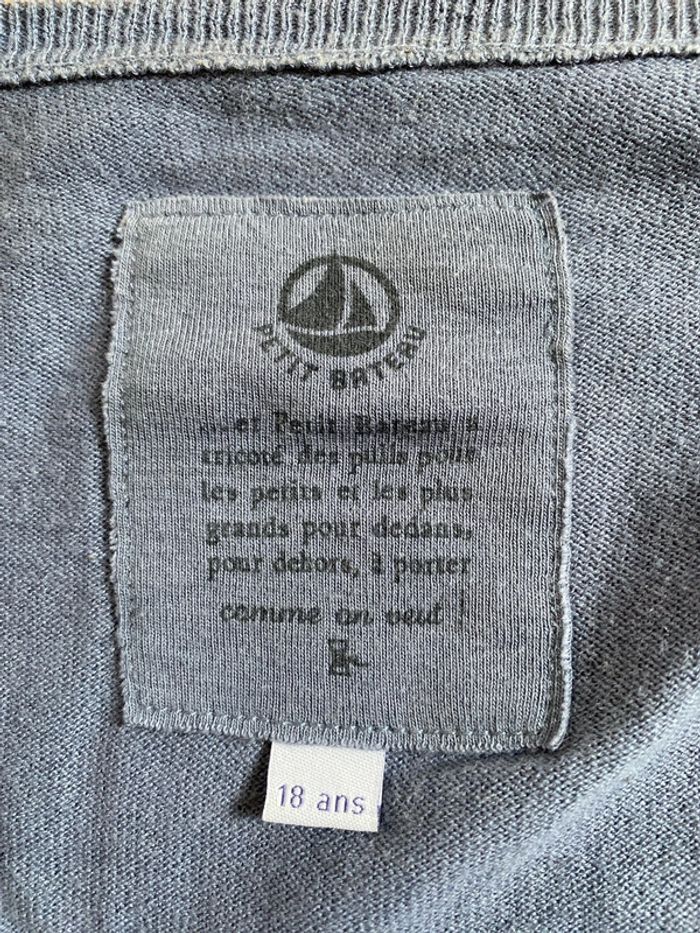 PETIT BATEAU
...et Petit Bateau a
tricoté des pulls pour
les petits et les plus
grands pour dedans,
pour dehors, à porter
comme on veut !
18 ans